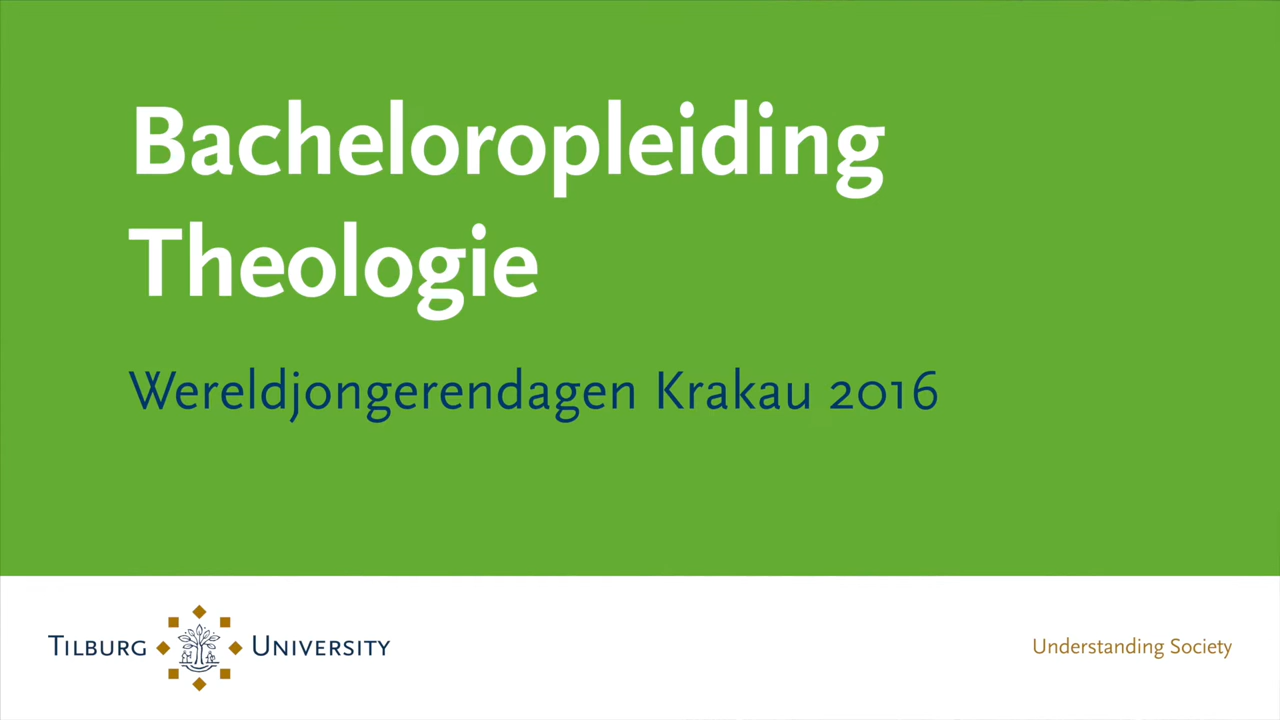 Bacheloropleiding
Theologie
Wereldjongerendagen Krakau 2016
TILBURG UNIVERSITY
Understanding Society